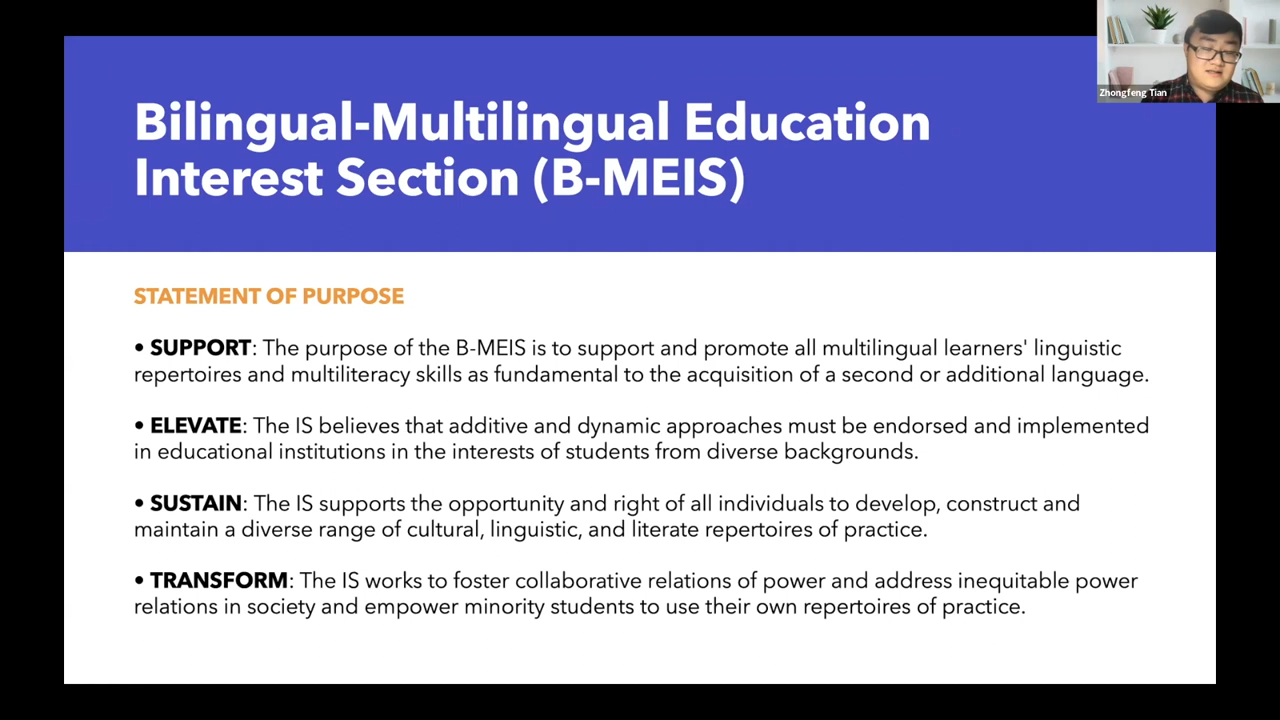 Bilingual-Multilingual Education
Interest Section (B-MEIS)
Zhongfeng Tian
STATEMENT OF PURPOSE
• SUPPORT: The purpose of the B-MEIS is to support and promote all multilingual learners' linguistic
repertoires and multiliteracy skills as fundamental to the acquisition of a second or additional language.
• ELEVATE: The IS believes that additive and dynamic approaches must be endorsed and implemented
in educational institutions in the interests of students from diverse backgrounds.
• SUSTAIN: The IS supports the opportunity and right of all individuals to develop, construct and
maintain a diverse range of cultural, linguistic, and literate repertoires of practice.
• TRANSFORM: The IS works to foster collaborative relations of power and address inequitable power
relations in society and empower minority students to use their own repertoires of practice.